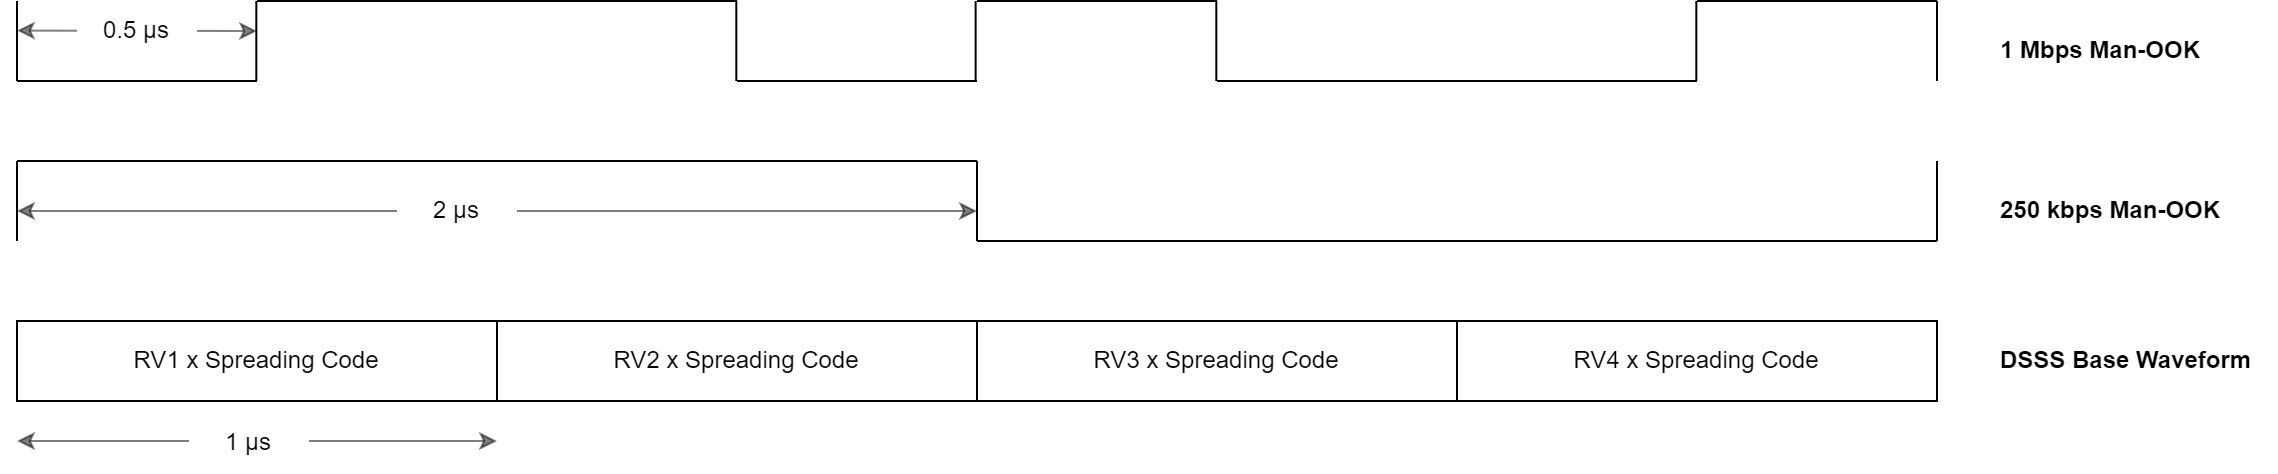 0.5 µs
1 Mbps Man-OOK
2 µs
250 kbps Man-OOK
RV1 x Spreading Code
RV2 x Spreading Code
RV3 x Spreading Code
RV4 x Spreading Code
DSSS Base Waveform
1 µs